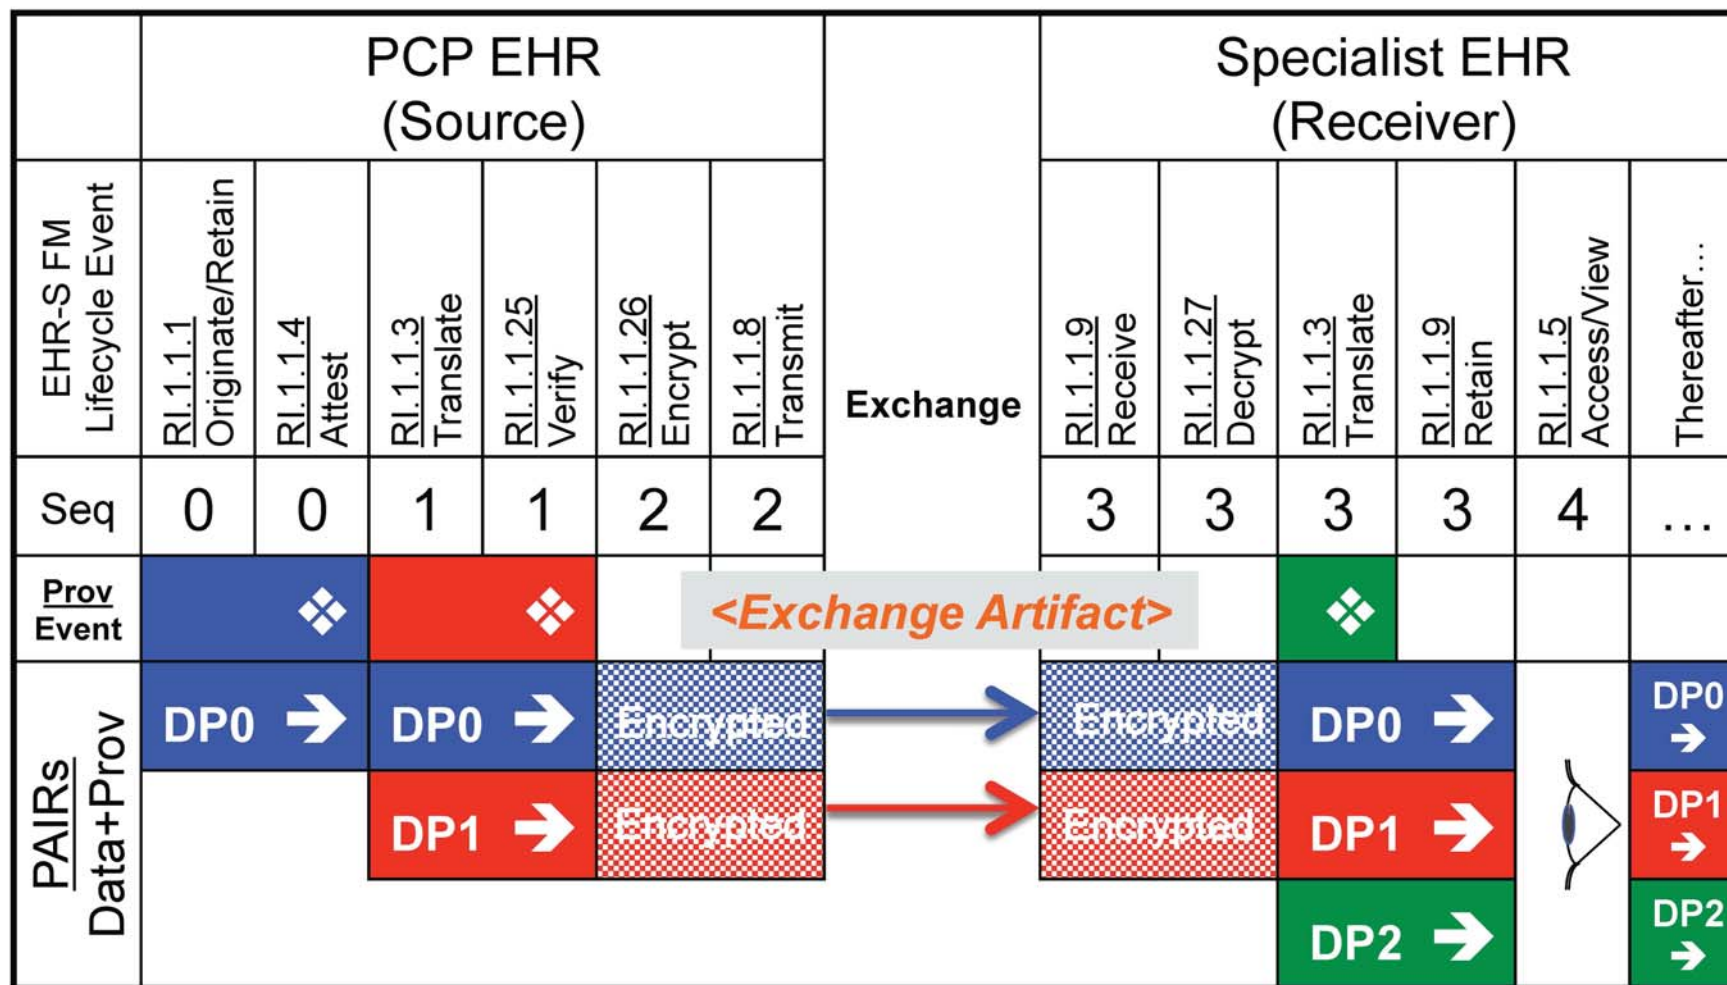 PCP EHR
(Source)
Specialist EHR
(Receiver)
EHR-S FM
Lifecycle Event
RI.1.1.1
Originate/Retain
RI.1.1.4
Attest
RI.1.1.3
Translate
RI.1.1.25
Verify
RI.1.1.26
Encrypt
RI.1.1.8
Transmit
Exchange
RI.1.1.9
Receive
RI.1.1.27
Decrypt
RI.1.1.3
Translate
RI.1.1.9
Retain
RI.1.1.5
Access/View
Thereafter...
Seq 0 0 1 1 2 2 3 3 3 3 4 ...
Prov
Event
<Exchange Artifact>
PAIRs
Data+Prov
DP0 DP0 Encrypted Encrypted DP0 DP0
DP1 Encrypted Encrypted DP1 DP1
DP2 DP2